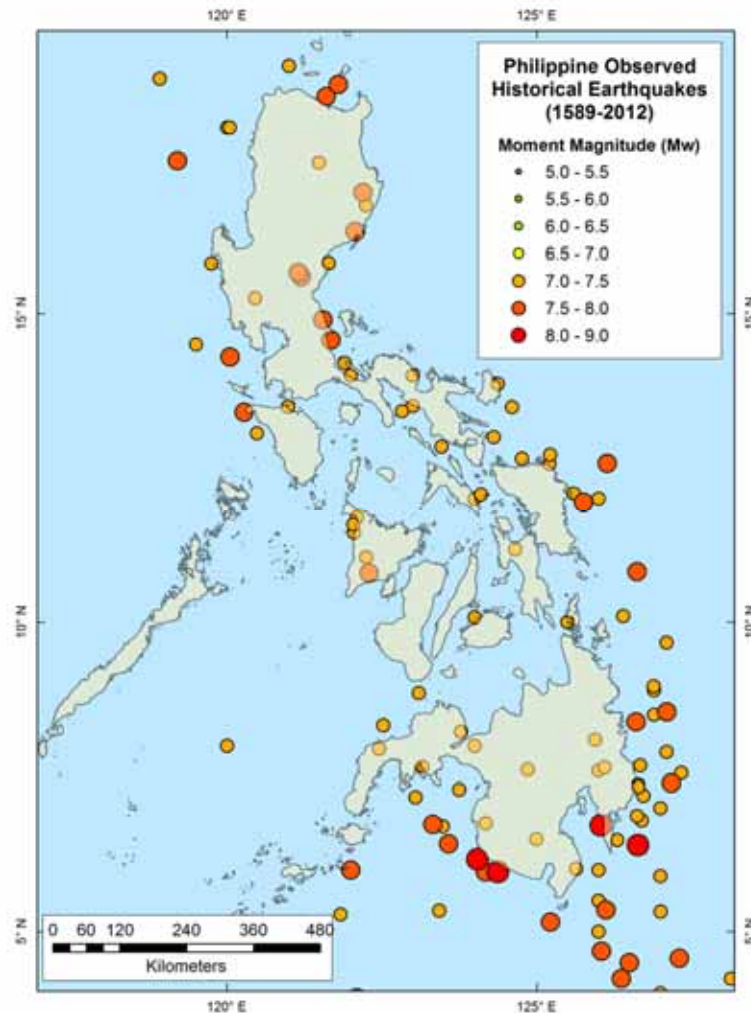 120° E
125° E
Philippine Observed
Historical Earthquakes
(1589-2012)
Moment Magnitude (Mw)
5.0 - 5.5
5.5 - 6.0
6.0 - 6.5
6.5 - 7.0
7.0 - 7.5
7.5 - 8.0
8.0 - 9.0
15° N
15° N
10° N
10° N
5° N
5° N
0 60 120 240 360 480
Kilometers
120° E
125° E